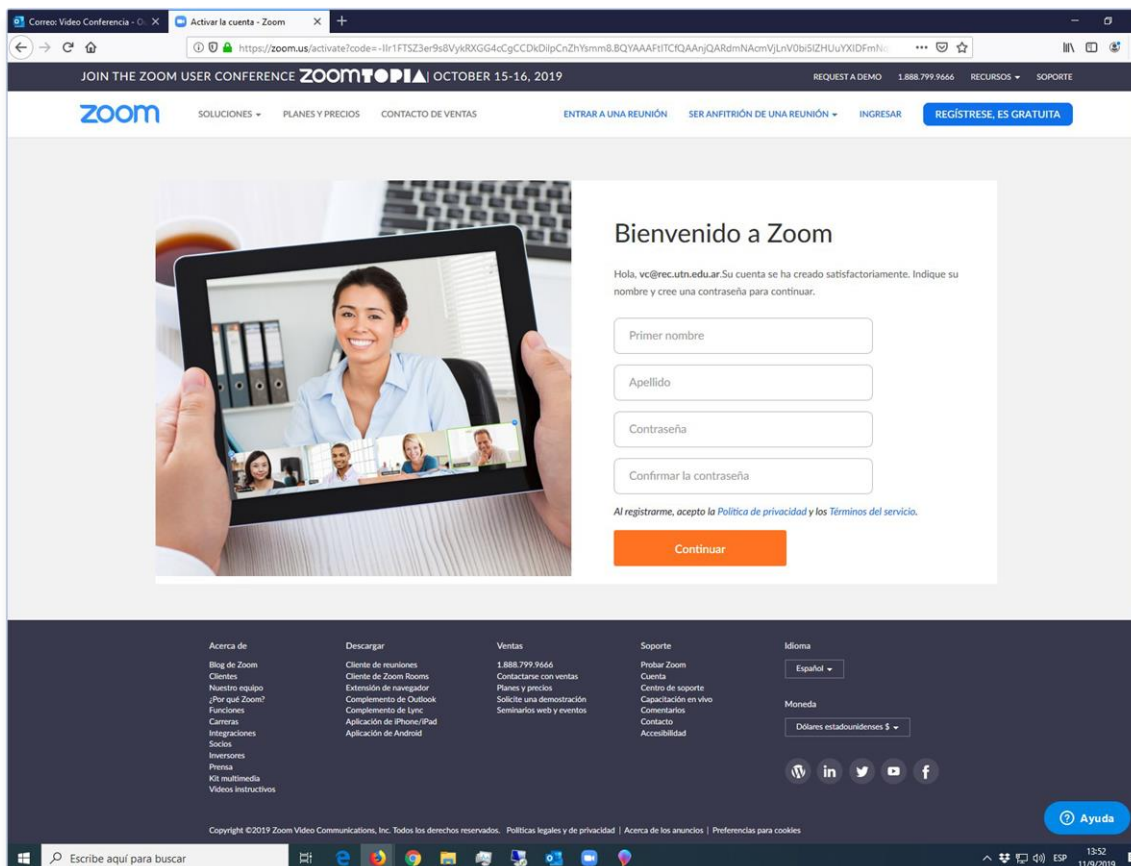 Correo: Video Conferencia - Ou
Activar la cuenta - Zoom
https://zoom.us/activate?code=
JOIN THE ZOOM USER CONFERENCE ZOOMTOPIA | OCTOBER 15-16, 2019
REQUEST A DEMO 1.888.799.9666 RECURSOS SOPORTE
zoom SOLUCIONES PLANES Y PRECIOS CONTACTO DE VENTAS ENTRAR A UNA REUNIÓN SER ANFITRIÓN DE UNA REUNIÓN INGRESAR REGÍSTRESE, ES GRATUITA
Bienvenido a Zoom
Hola, vc@rec.utn.edu.ar.Su cuenta se ha creado satisfactoriamente. Indique su
nombre y cree una contraseña para continuar.
Primer nombre
Apellido
Contraseña
Confirmar la contraseña
Al registrarme, acepto la Política de privacidad y los Términos del servicio.
Continuar
Acerca de
Blog de Zoom
Clientes
Nuestro equipo
¿Por qué Zoom?
Funciones
Carreras
Integraciones
Socios
Inversores
Prensa
Kit multimedia
Videos instructivos
Descargar
Cliente de reuniones
Cliente de Zoom Rooms
Extensión de navegador
Complemento de Outlook
Complemento de Lync
Aplicación de iPhone/iPad
Aplicación de Android
Ventas
1.888.799.9666
Contactarse con ventas
Planes y precios
Solicite una demostración
Seminarios web y eventos
Soporte
Probar Zoom
Cuenta
Centro de soporte
Capacitación en vivo
Comentarios
Contacto
Accesibilidad
Idioma
Español
Moneda
Dólares estadounidenses $
Ayuda
Copyright ©2019 Zoom Video Communications, Inc. Todos los derechos reservados. Políticas legales y de privacidad | Acerca de los anuncios | Preferencias para cookies
Escribe aquí para buscar
ESP
13:52
11/9/2019